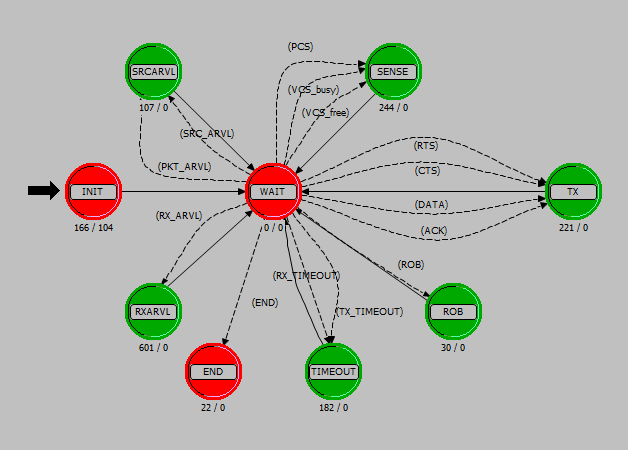 (PCS)
SRCARVL
SENSE
107 / 0
(VCS_busy)
244 / 0
(VCS_free)
(SRC_ARVL)
(RTS)
(PKT_ARVL)
(CTS)
INIT
WAIT
TX
(DATA)
(RX_ARVL)
166 / 104
0 / 0
221 / 0
(ACK)
(ROB)
(RX_TIMEOUT)
(END)
RXARVL
(TX_TIMEOUT)
ROB
601 / 0
30 / 0
END
TIMEOUT
22 / 0
182 / 0